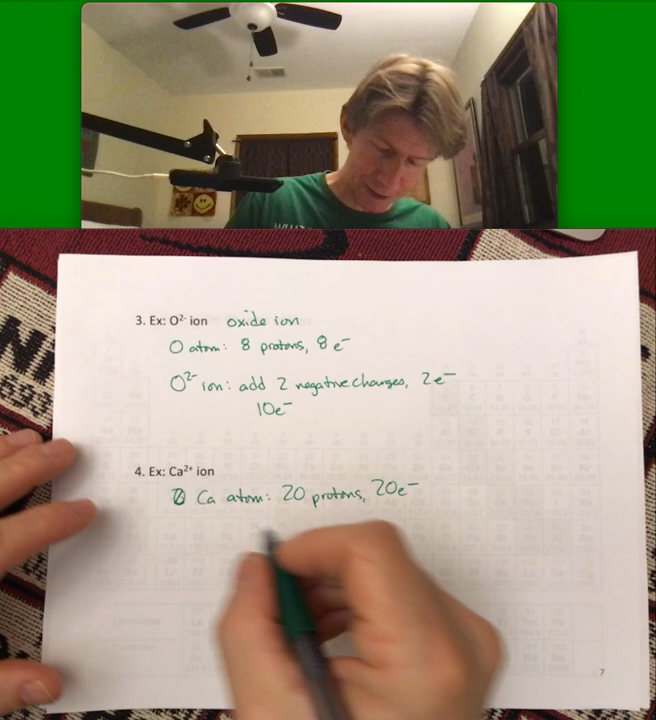 3. Ex: O²⁻ ion oxide ion
O atom: 8 protons, 8 e⁻
O²⁻ ion: add 2 negative charges, 2e⁻
10e⁻
4. Ex: Ca²⁺ ion
Ca atom: 20 protons, 20e⁻
7